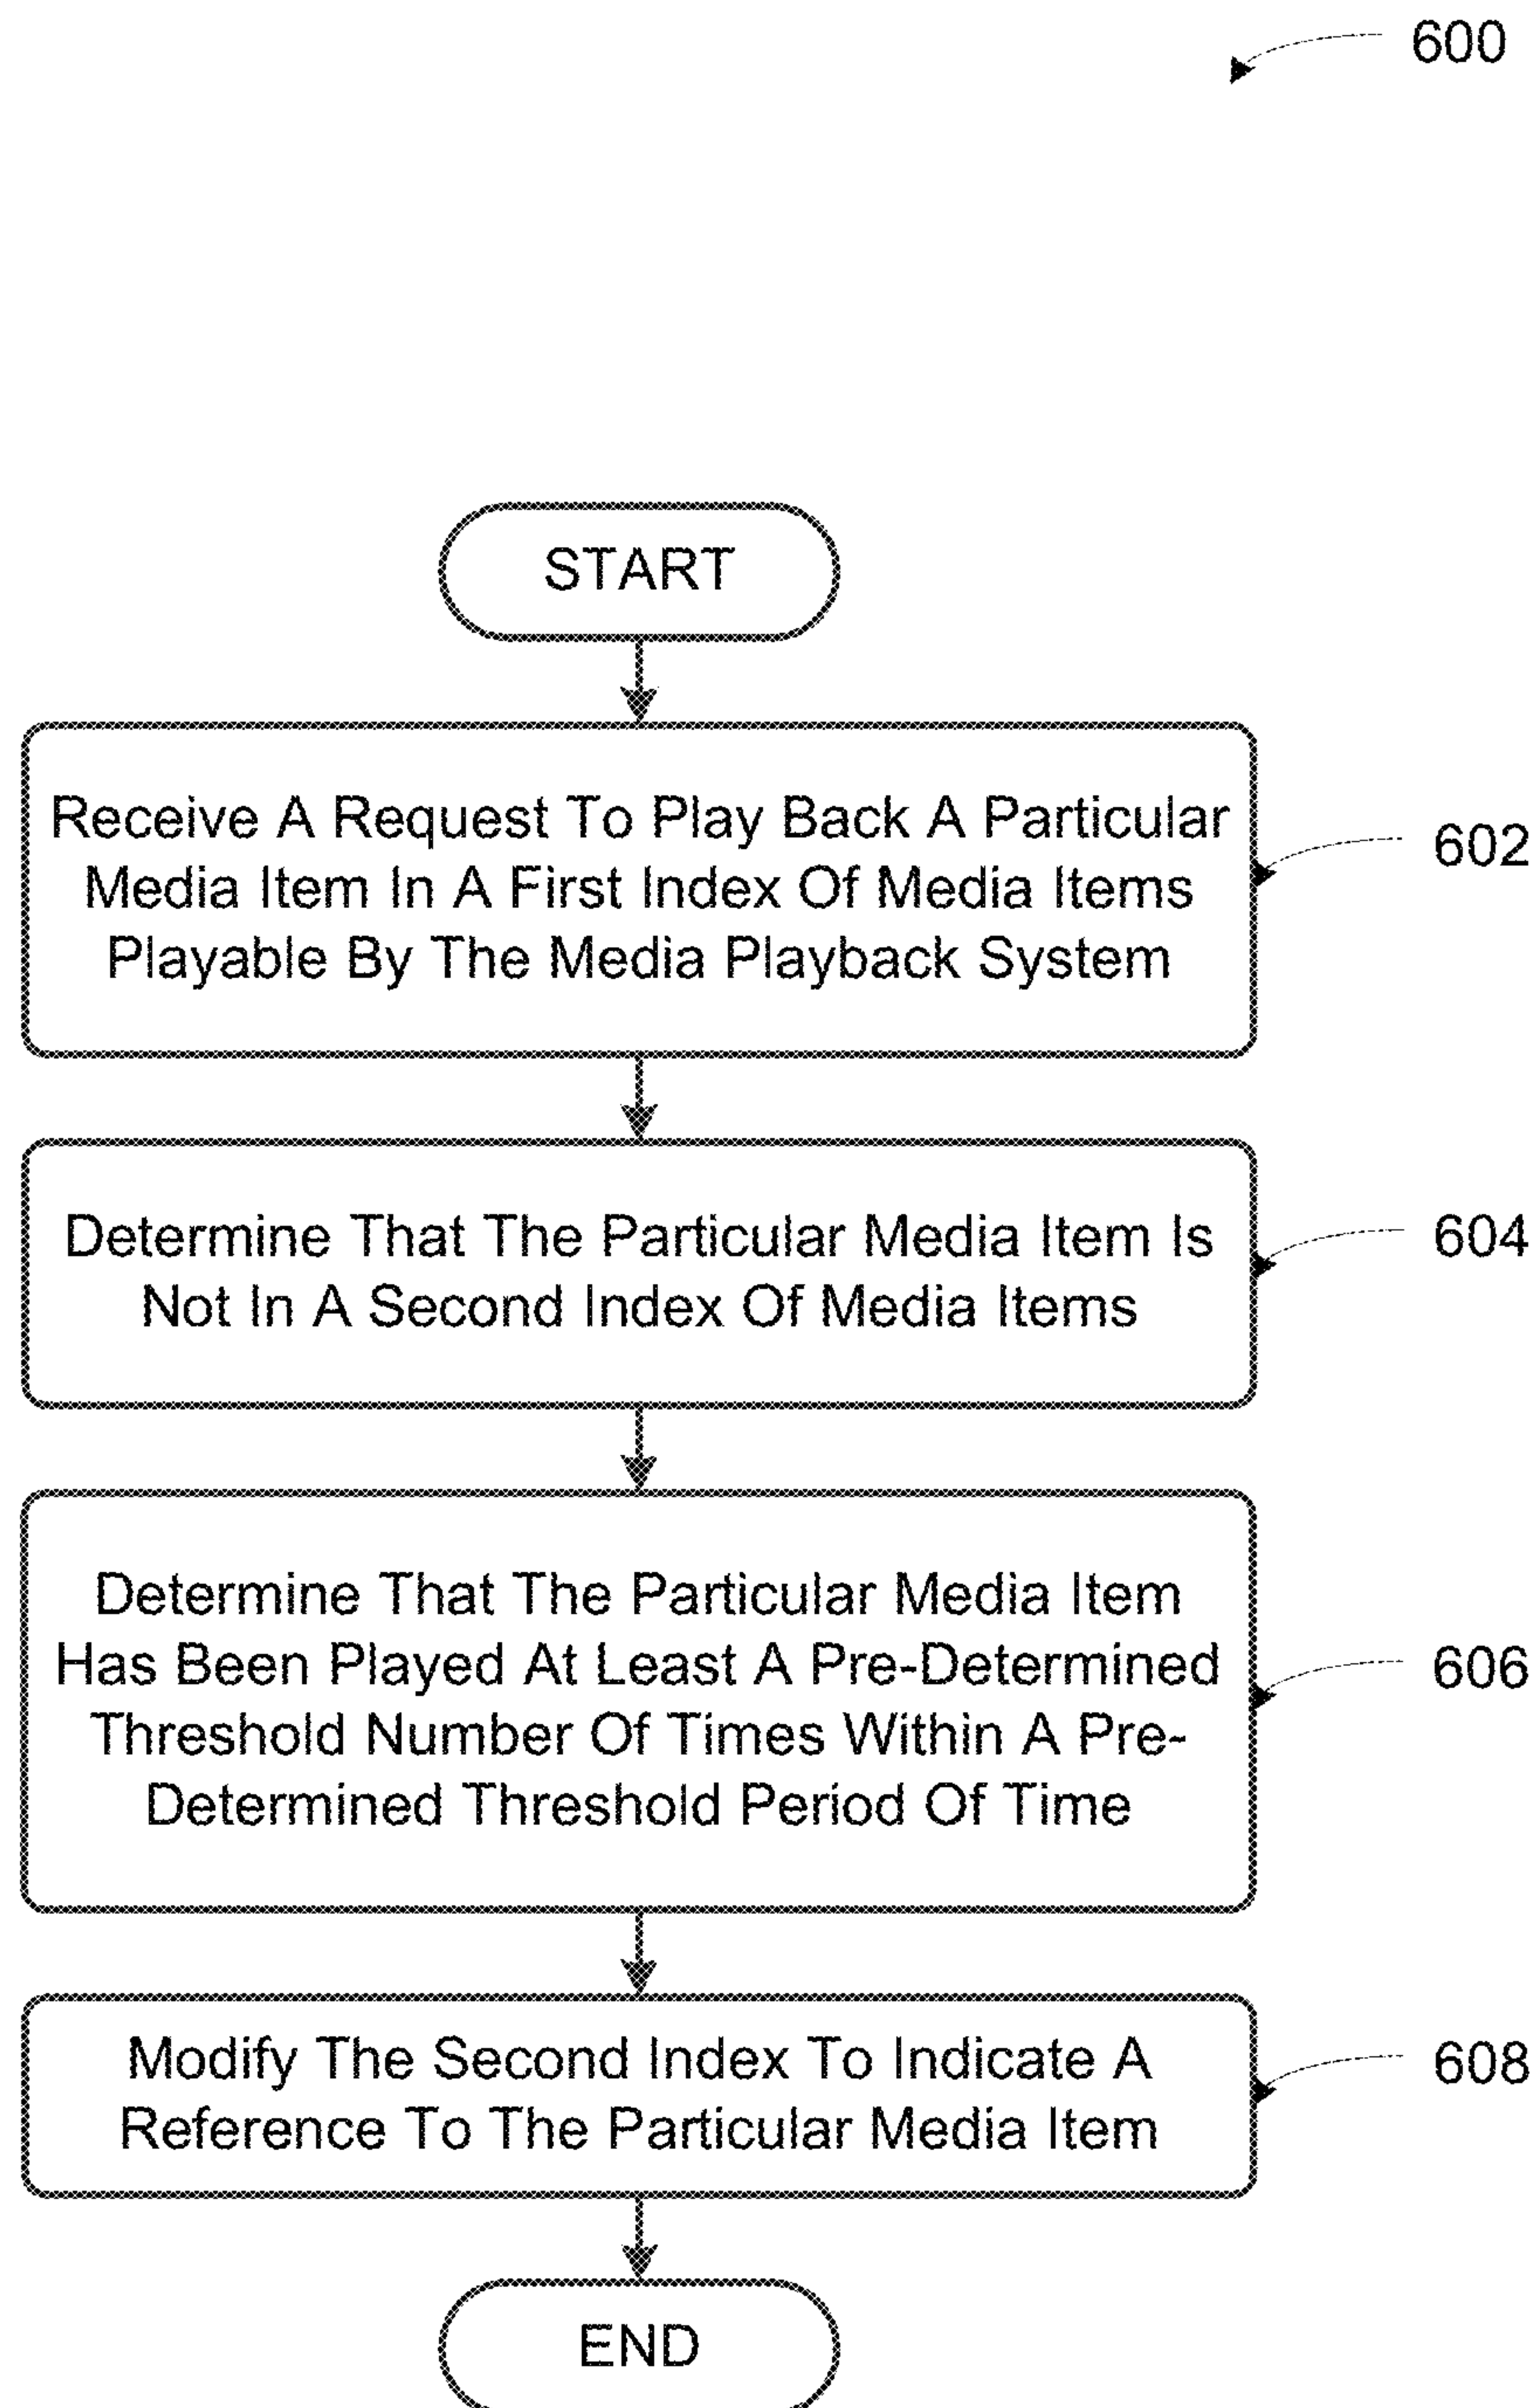 600
START
Receive A Request To Play Back A Particular
Media Item In A First Index Of Media Items
Playable By The Media Playback System
602
Determine That The Particular Media Item Is
Not In A Second Index Of Media Items
604
Determine That The Particular Media Item
Has Been Played At Least A Pre-Determined
Threshold Number Of Times Within A Pre-
Determined Threshold Period Of Time
606
Modify The Second Index To Indicate A
Reference To The Particular Media Item
608
END